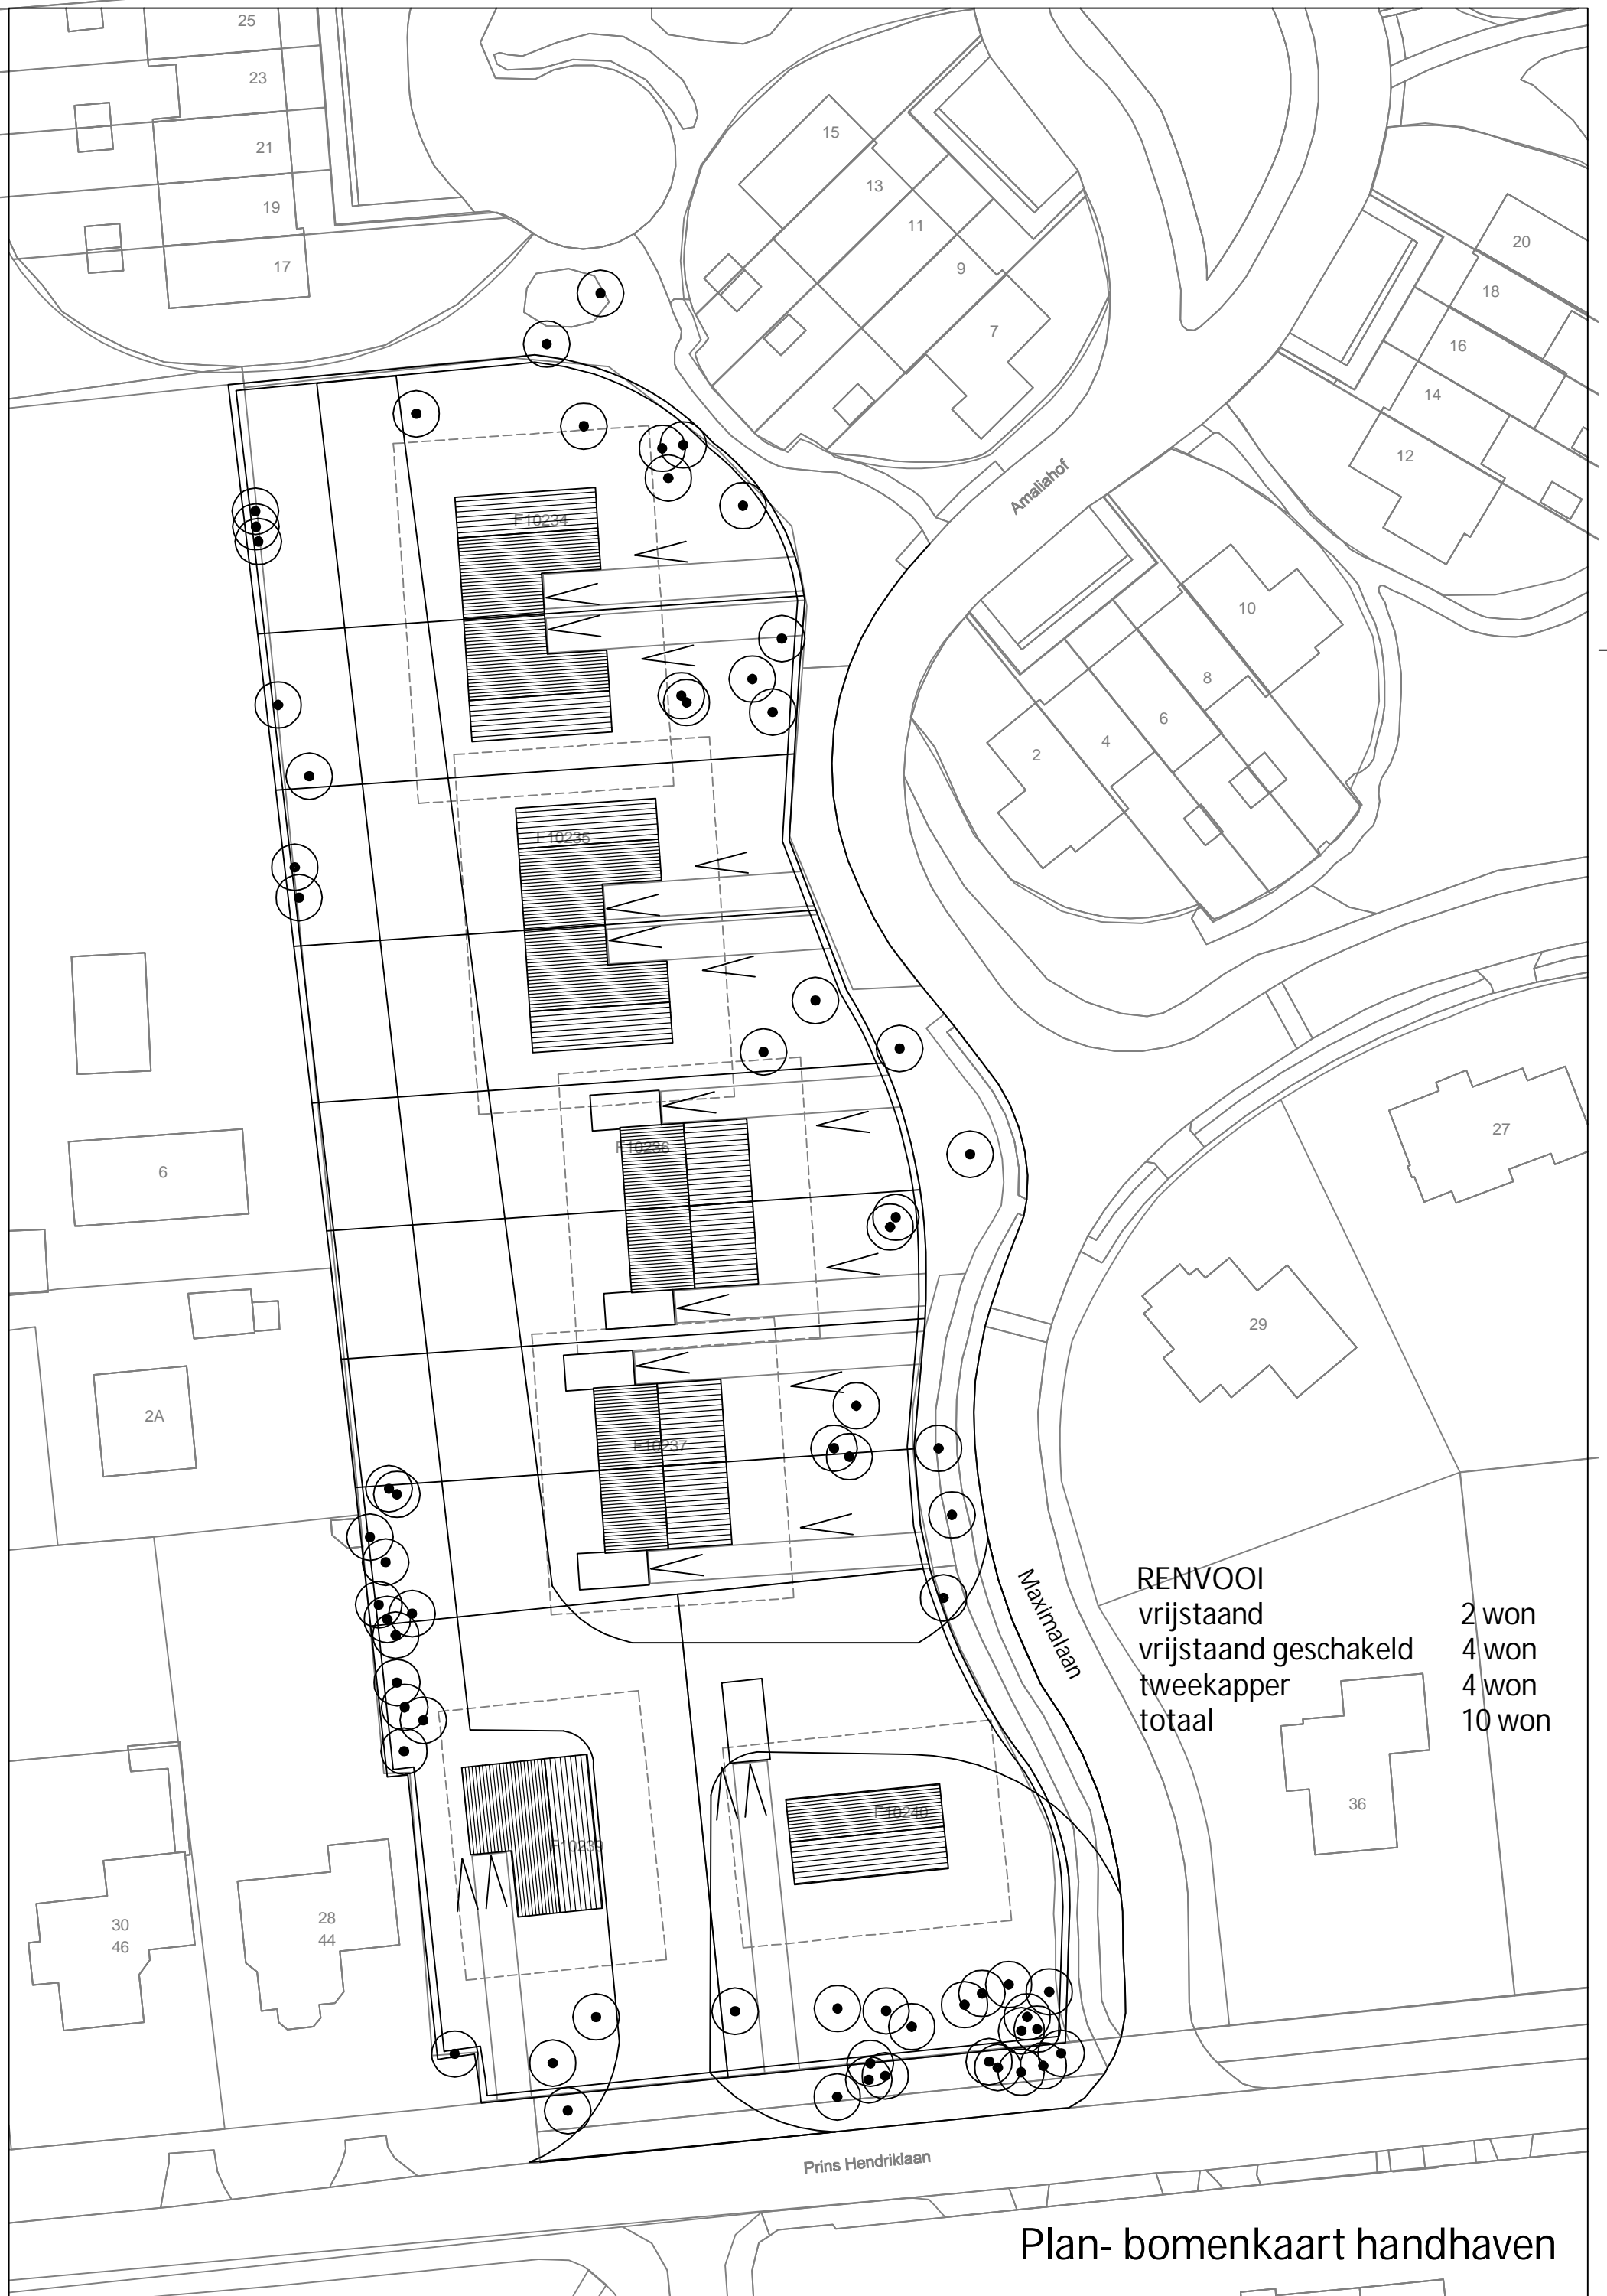 25
23
21
19
17
15
13
11
9
7
20
18
16
14
12
Amaliahof
10
8
6
4
2
F10234
F10235
F10236
F10237
6
2A
27
29
Maximalaan
RENVOOI
vrijstaand 2 won
vrijstaand geschakeld 4 won
tweekapper 4 won
totaal 10 won
36
F10239
F10240
30
46
28
44
Prins Hendriklaan
Plan- bomenkaart handhaven